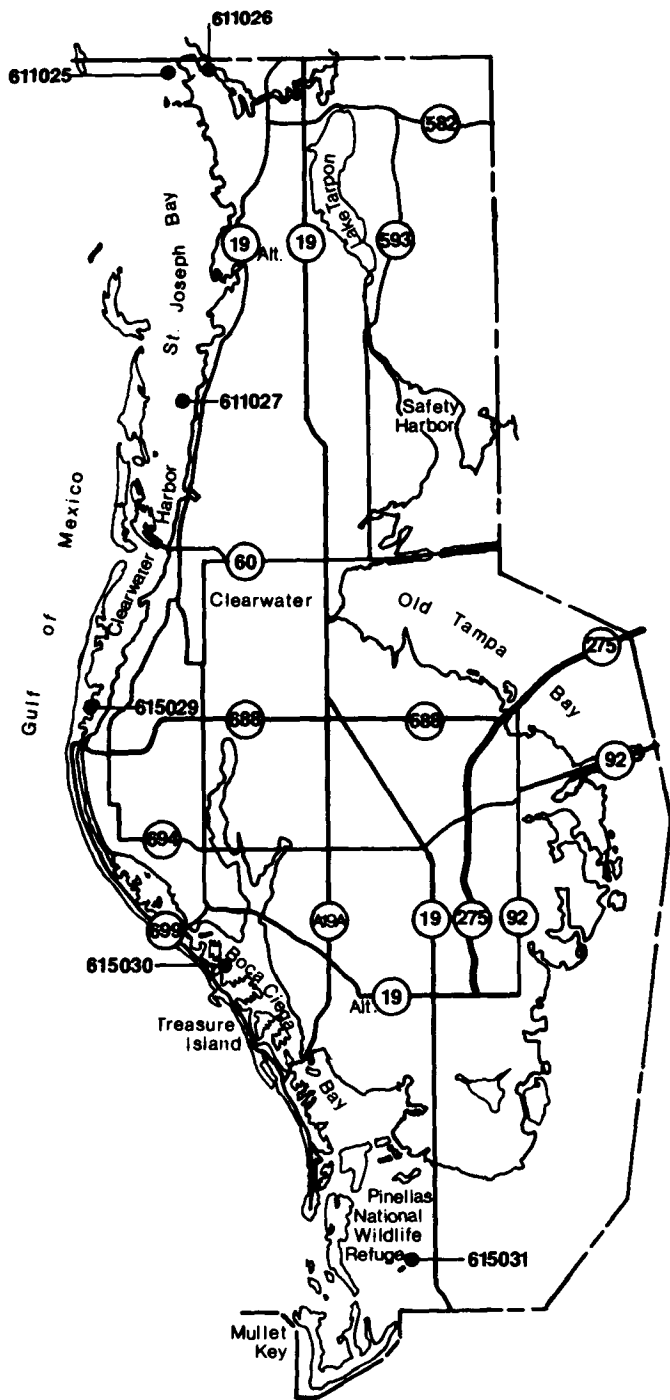 611026
611025
582
Lake Tarpon
St. Joseph Bay
19
Alt.
19
593
611027
Safety
Harbor
Gulf of Mexico
Clearwater Harbor
60
Clearwater
Old Tampa Bay
275
615029
688
688
92
694
699
A19A
19
275
92
615030
Boca Ciega Bay
Alt.
19
Treasure
Island
Pinellas
National
Wildlife
Refuge
615031
Mullet
Key